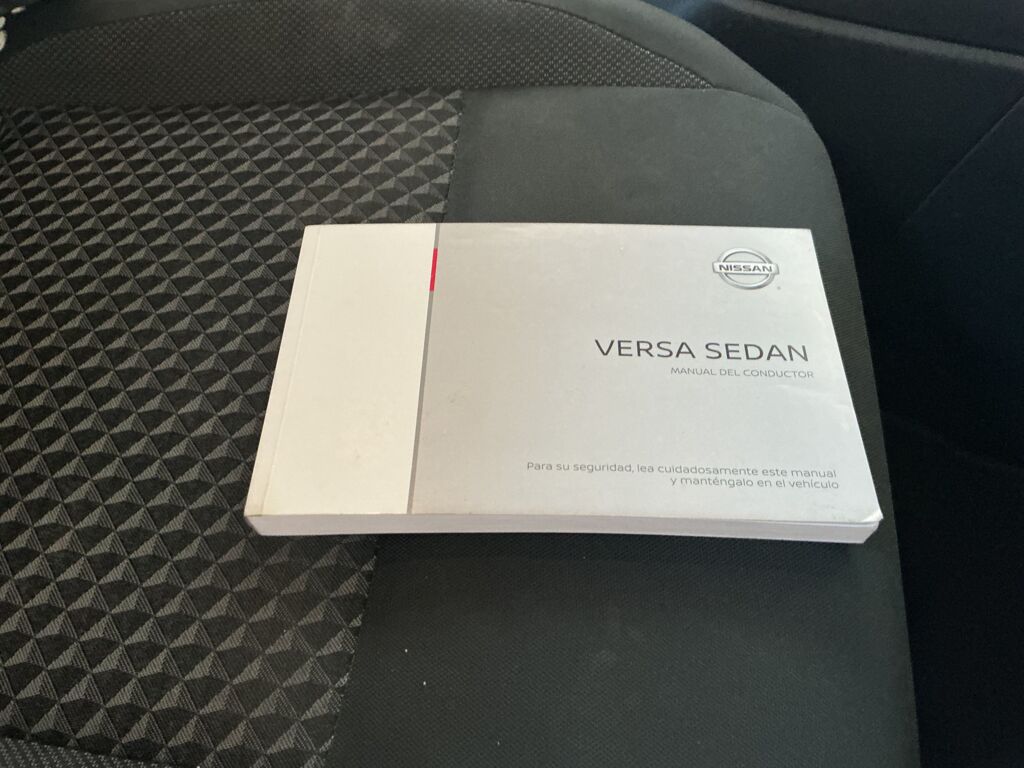 NISSAN
VERSA SEDAN
MANUAL DEL CONDUCTOR
Para su seguridad, lea cuidadosamente este manual
y manténgalo en el vehículo